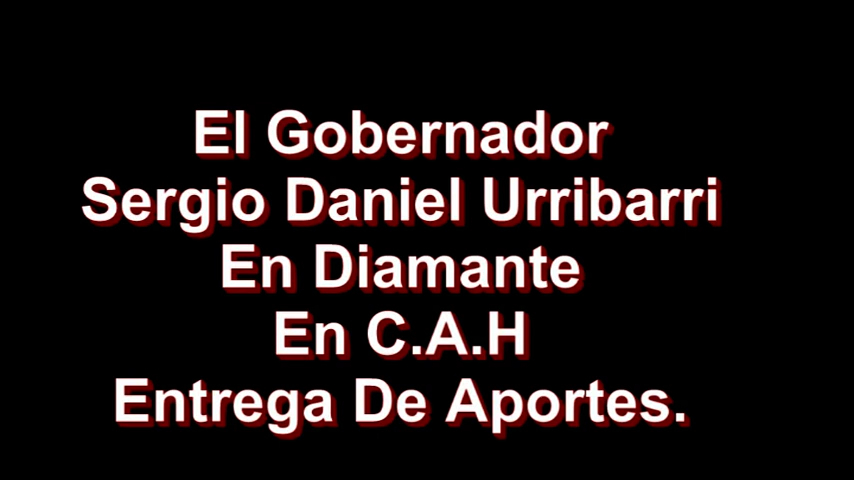 El Gobernador
Sergio Daniel Urribarri
En Diamante
En C.A.H
Entrega De Aportes.